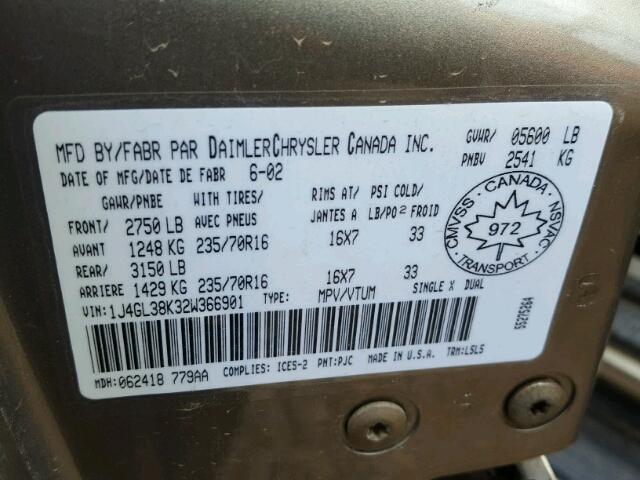 MFD BY/FABR PAR DAIMLERCHRYSLER CANADA INC.
GVWR/ 05600 LB
PNBV 2541 KG
DATE OF MFG/DATE DE FABR 6-02
GAWR/PNBE WITH TIRES/ RIMS AT/ PSI COLD/
FRONT/ 2750 LB AVEC PNEUS JANTES A LB/PO2 FROID
AVANT 1248 KG 235/70R16 16X7 33
REAR/ 3150 LB
ARRIERE 1429 KG 235/70R16 16X7 33
CMVSS CANADA NSVAC
972
TRANSPORT
VIN: 1J4GL38K32W366901 TYPE: MPV/VTUM SINGLE X DUAL
55275264
MDH:062418 779AA COMPLIES: ICES-2 PNT:PJC MADE IN U.S.A. TRM:L5L5